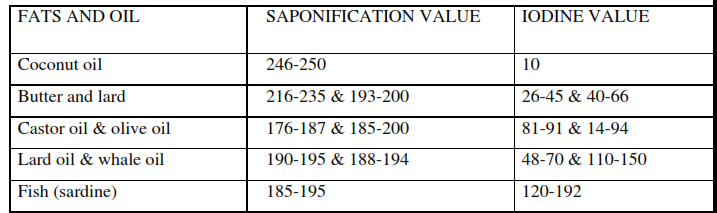 FATS AND OIL SAPONIFICATION VALUE IODINE VALUE
Coconut oil 246-250 10
Butter and lard 216-235 & 193-200 26-45 & 40-66
Castor oil & olive oil 176-187 & 185-200 81-91 & 14-94
Lard oil & whale oil 190-195 & 188-194 48-70 & 110-150
Fish (sardine) 185-195 120-192